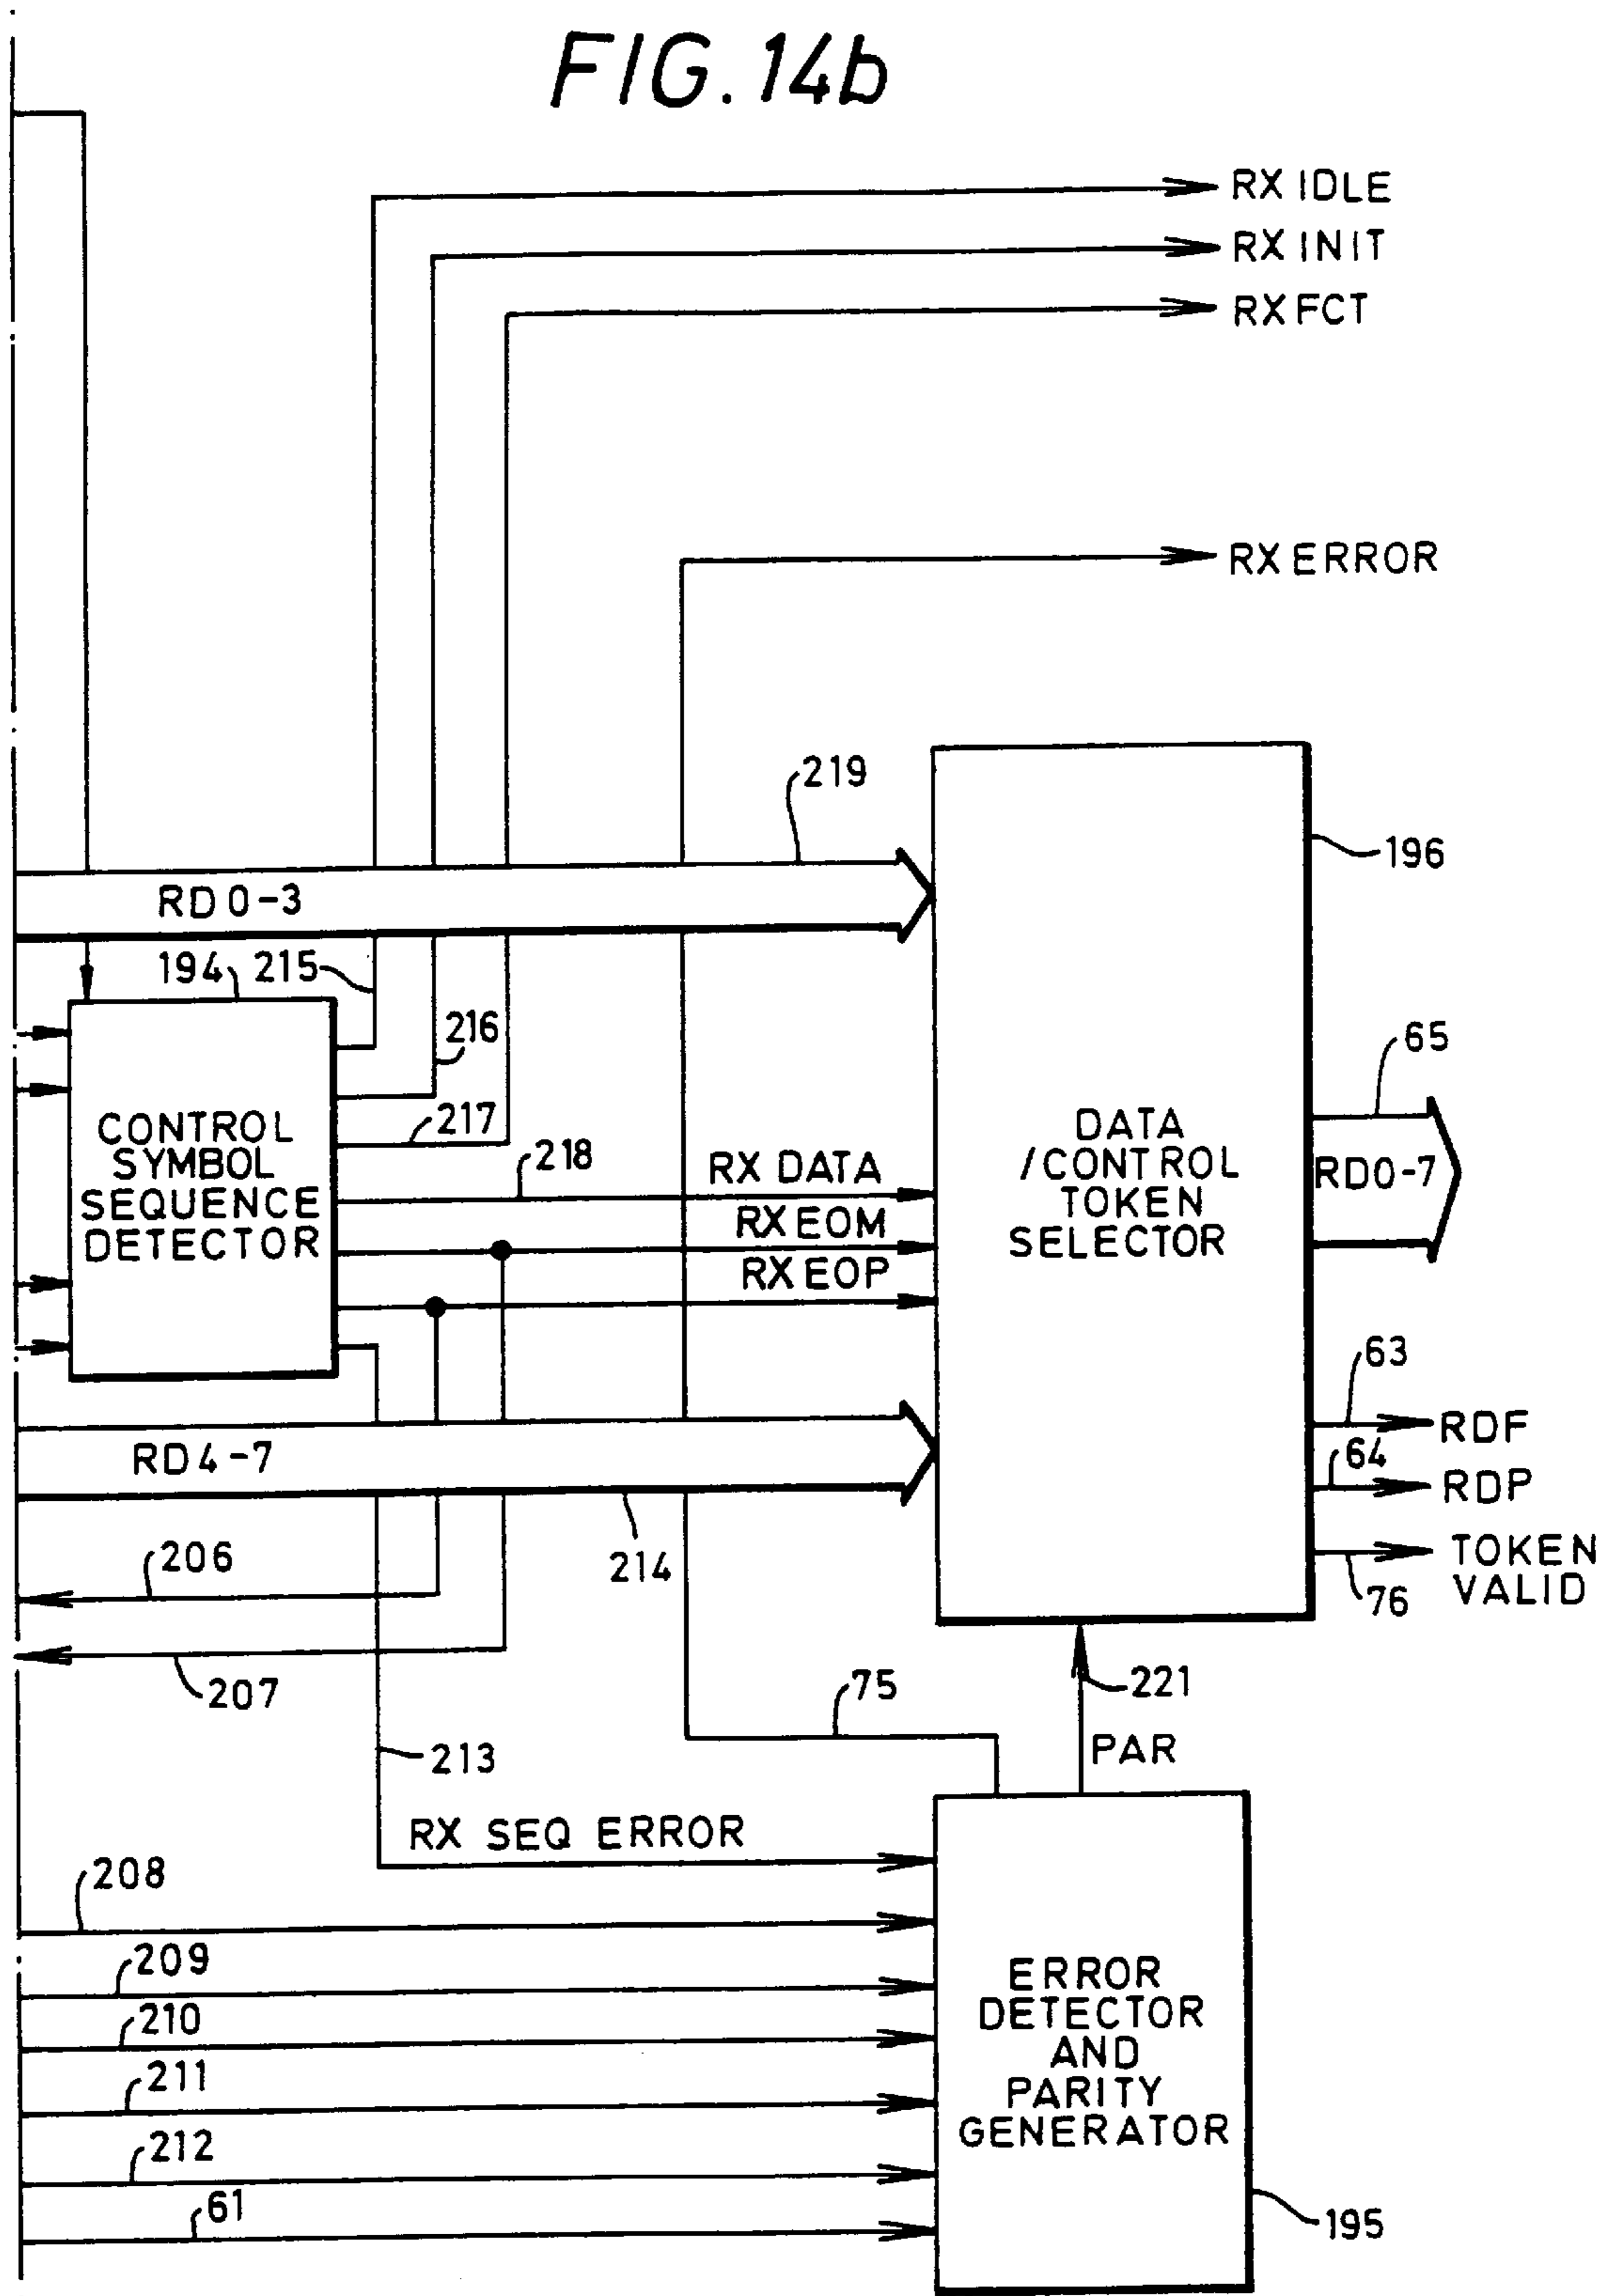 FIG. 14b
RX IDLE
RX INIT
RX FCT
RX ERROR
219
196
RD 0-3
194 215
216
65
CONTROL
SYMBOL
SEQUENCE
DETECTOR
217
218
RX DATA
RX EOM
RX EOP
DATA
/CONTROL
TOKEN
SELECTOR
RD0-7
63
RDF
RD 4-7
64
RDP
206
214
TOKEN
VALID
76
207
75
221
213
PAR
RX SEQ ERROR
208
209
210
211
212
61
ERROR
DETECTOR
AND
PARITY
GENERATOR
195